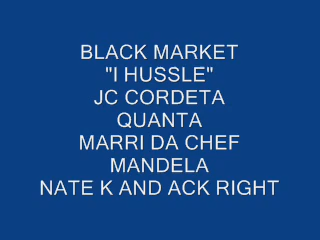 BLACK MARKET
"I HUSSLE"
JC CORDETA
QUANTA
MARRI DA CHEF
MANDELA
NATE K AND ACK RIGHT